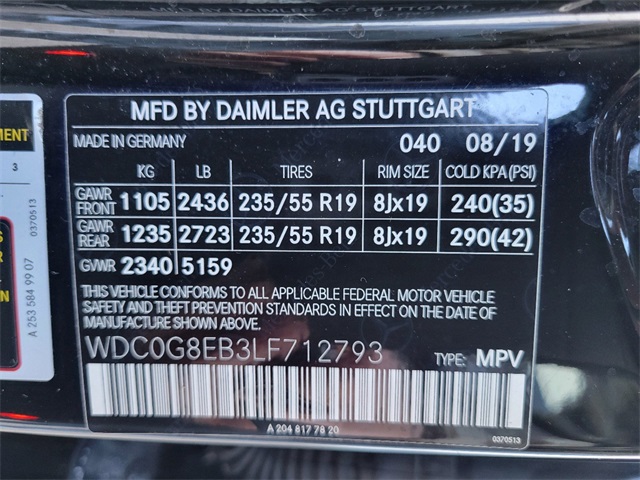 MFD BY DAIMLER AG STUTTGART
MADE IN GERMANY 040 08/19
KG LB TIRES RIM SIZE COLD KPA(PSI)
GAWR FRONT 1105 2436 235/55 R19 8Jx19 240(35)
GAWR REAR 1235 2723 235/55 R19 8Jx19 290(42)
GVWR 2340 5159
THIS VEHICLE CONFORMS TO ALL APPLICABLE FEDERAL MOTOR VEHICLE
SAFETY AND THEFT PREVENTION STANDARDS IN EFFECT ON THE DATE OF
MANUFACTURE SHOWN ABOVE.
WDC0G8EB3LF712793 TYPE: MPV
A 204 817 78 20
0370513
3
0370513
A 253 584 99 07